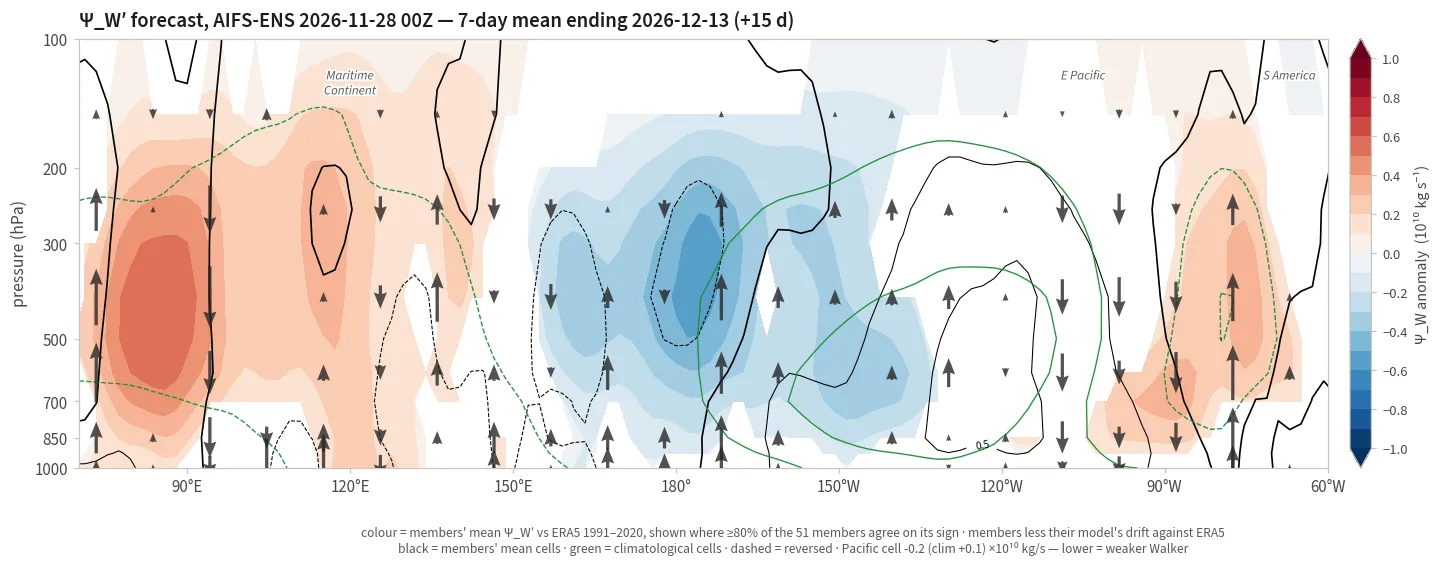 Ψ_W′ forecast, AIFS-ENS 2026-11-28 00Z — 7-day mean ending 2026-12-13 (+15 d)
100
200
300
500
700
850
1000
pressure (hPa)
Maritime
Continent
E Pacific
S America
0.5
90°E
120°E
150°E
180°
150°W
120°W
90°W
60°W
1.0
0.8
0.6
0.4
0.2
0.0
−0.2
−0.4
−0.6
−0.8
−1.0
Ψ_W anomaly (10¹⁰ kg s⁻¹)
colour = members' mean Ψ_W′ vs ERA5 1991–2020, shown where ≥80% of the 51 members agree on its sign · members less their model's drift against ERA5
black = members' mean cells · green = climatological cells · dashed = reversed · Pacific cell -0.2 (clim +0.1) ×10¹⁰ kg/s — lower = weaker Walker